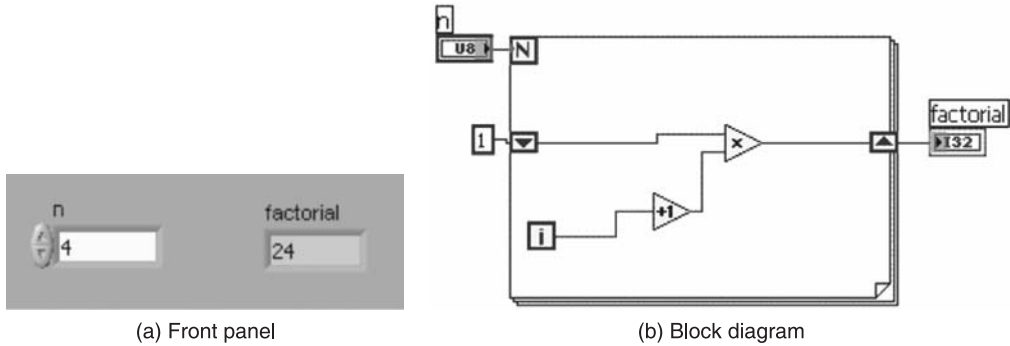 n
4
factorial
24
(a) Front panel
n
U8
N
1
i
+1
x
factorial
I32
(b) Block diagram